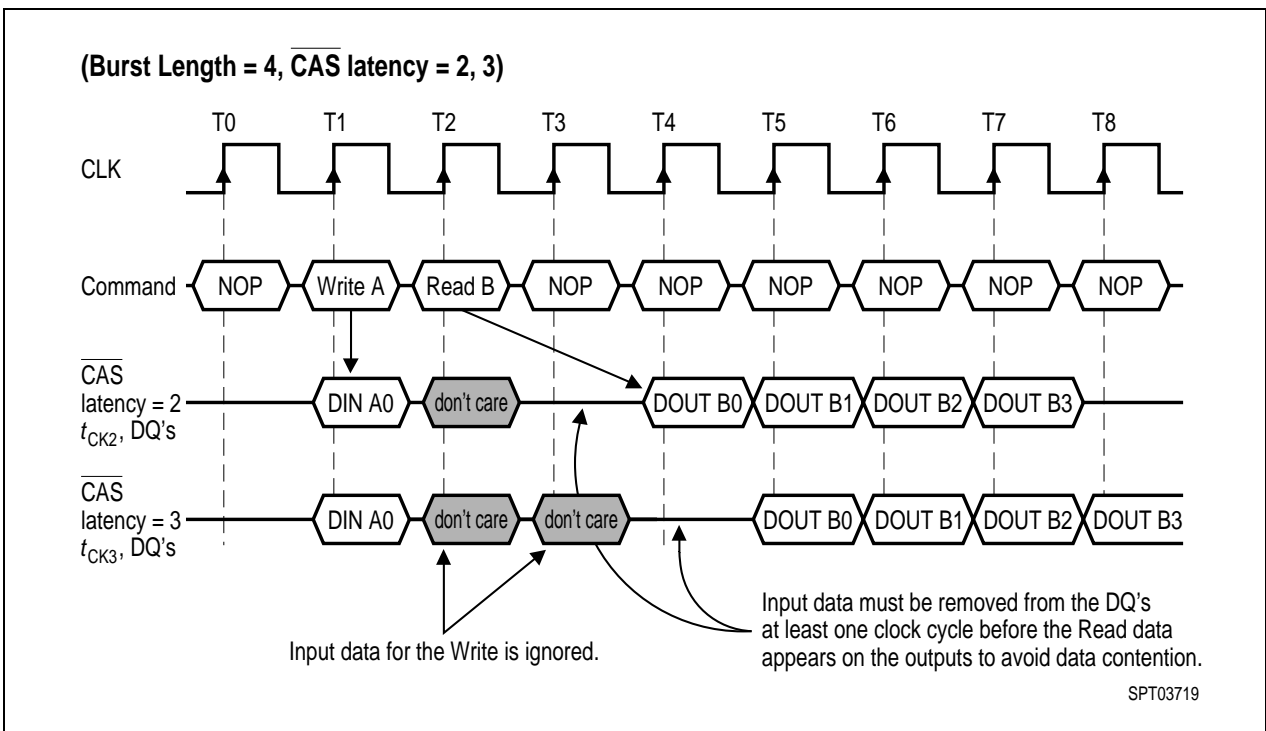 (Burst Length = 4, CAS latency = 2, 3)
T0 T1 T2 T3 T4 T5 T6 T7 T8
CLK
Command NOP Write A Read B NOP NOP NOP NOP NOP NOP
CAS
latency = 2 DIN A0 don't care DOUT B0 DOUT B1 DOUT B2 DOUT B3
tCK2, DQ's
CAS
latency = 3 DIN A0 don't care don't care DOUT B0 DOUT B1 DOUT B2 DOUT B3
tCK3, DQ's
Input data for the Write is ignored.
Input data must be removed from the DQ's
at least one clock cycle before the Read data
appears on the outputs to avoid data contention.
SPT03719